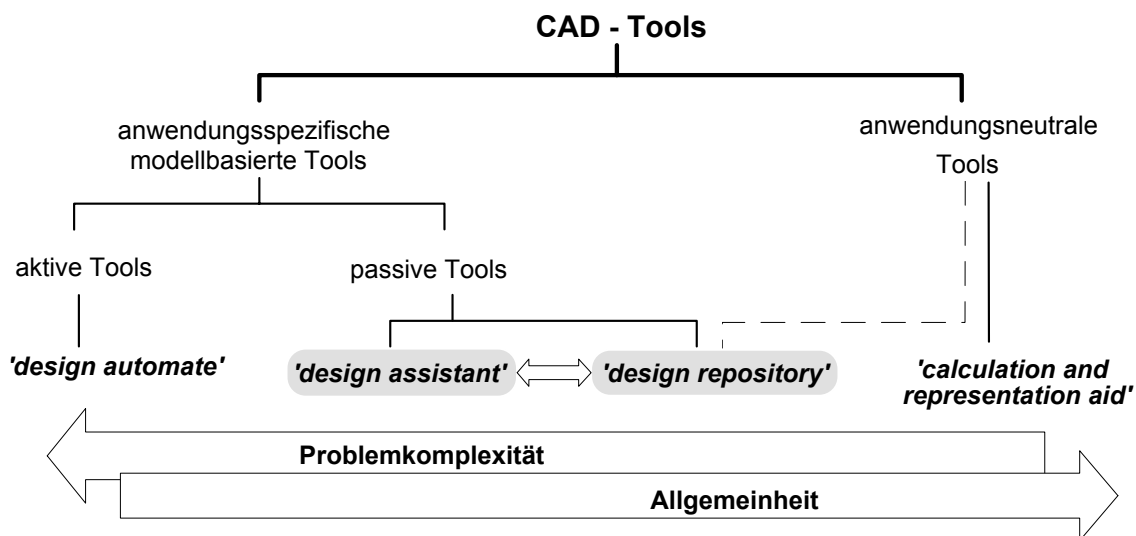 CAD - Tools
anwendungsspezifische
modellbasierte Tools
anwendungsneutrale
Tools
aktive Tools
passive Tools
'design automate'
'design assistant'
'design repository'
'calculation and
representation aid'
Problemkomplexität
Allgemeinheit